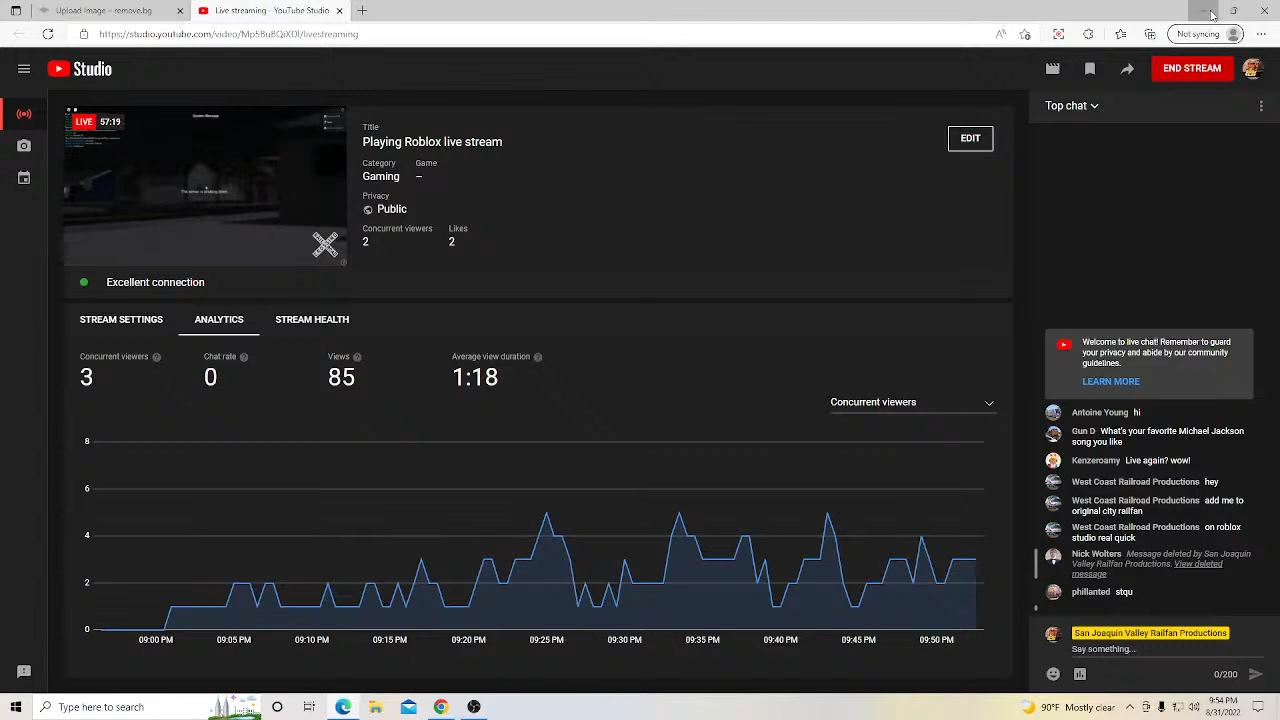 Upload Image – remove.bg
Live streaming - YouTube Studio
https://studio.youtube.com/video/Mp5Bu8QiXDI/livestreaming
Not syncing
Studio
END STREAM
LIVE 57:19
System Message
The server is shutting down.
Title
Playing Roblox live stream
Category Game
Gaming –
Privacy
Public
Concurrent viewers Likes
2 2
EDIT
Excellent connection
STREAM SETTINGS ANALYTICS STREAM HEALTH
Concurrent viewers Chat rate Views Average view duration
3 0 85 1:18
Concurrent viewers
8
6
4
2
0
09:00 PM 09:05 PM 09:10 PM 09:15 PM 09:20 PM 09:25 PM 09:30 PM 09:35 PM 09:40 PM 09:45 PM 09:50 PM
Top chat
Welcome to live chat! Remember to guard
your privacy and abide by our community
guidelines.
LEARN MORE
Antoine Young hi
Gun D What's your favorite Michael Jackson
song you like
Kenzeroamy Live again? wow!
West Coast Railroad Productions hey
West Coast Railroad Productions add me to
original city railfan
West Coast Railroad Productions on roblox
studio real quick
Nick Wolters Message deleted by San Joaquin
Valley Railfan Productions. View deleted
message
phillanted stqu
San Joaquin Valley Railfan Productions
Say something...
0/200
Type here to search
90°F Mostly clear
9:54 PM
8/31/2022